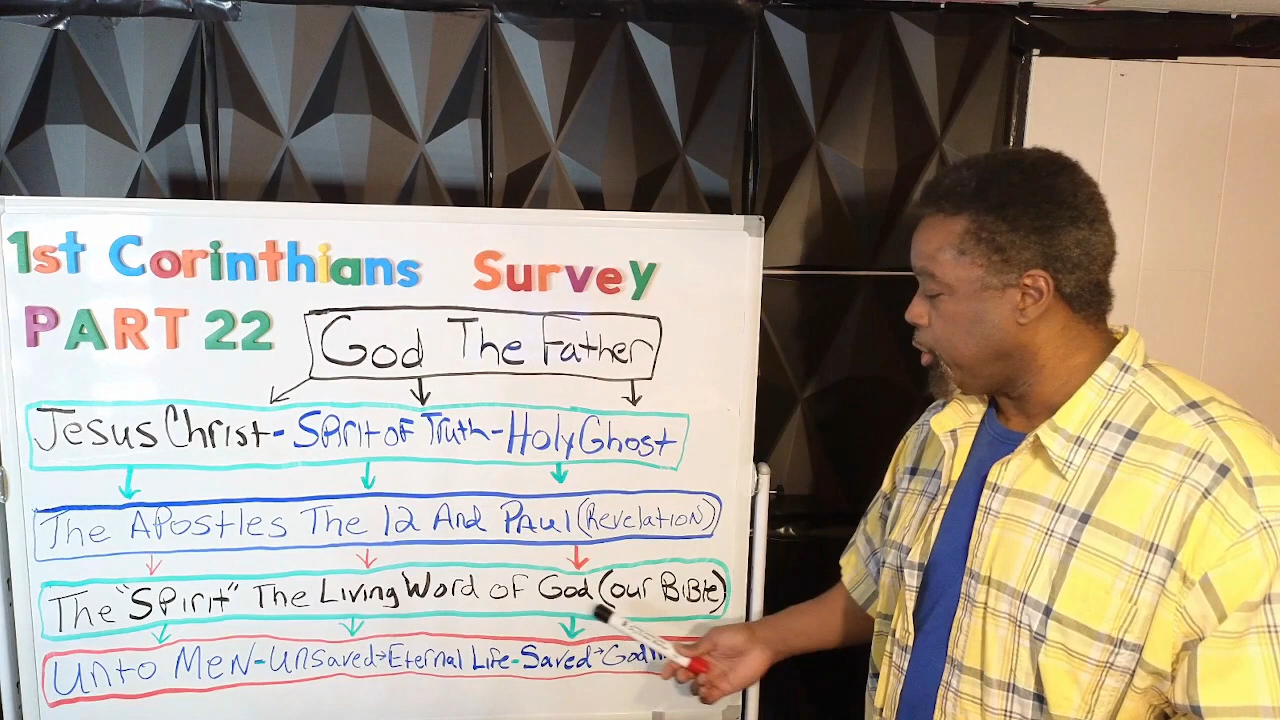 1st Corinthians Survey
PART 22
God The Father
Jesus Christ - Spirit of Truth - Holy Ghost
The Apostles The 12 And Paul (Revelation)
The "Spirit" The Living Word of God (our Bible)
Unto Men - Unsaved→Eternal Life - Saved→